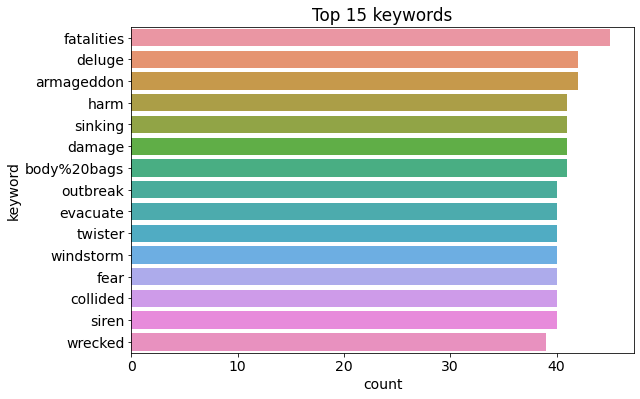 Top 15 keywords
keyword
fatalities
deluge
armageddon
harm
sinking
damage
body%20bags
outbreak
evacuate
twister
windstorm
fear
collided
siren
wrecked
0 10 20 30 40
count